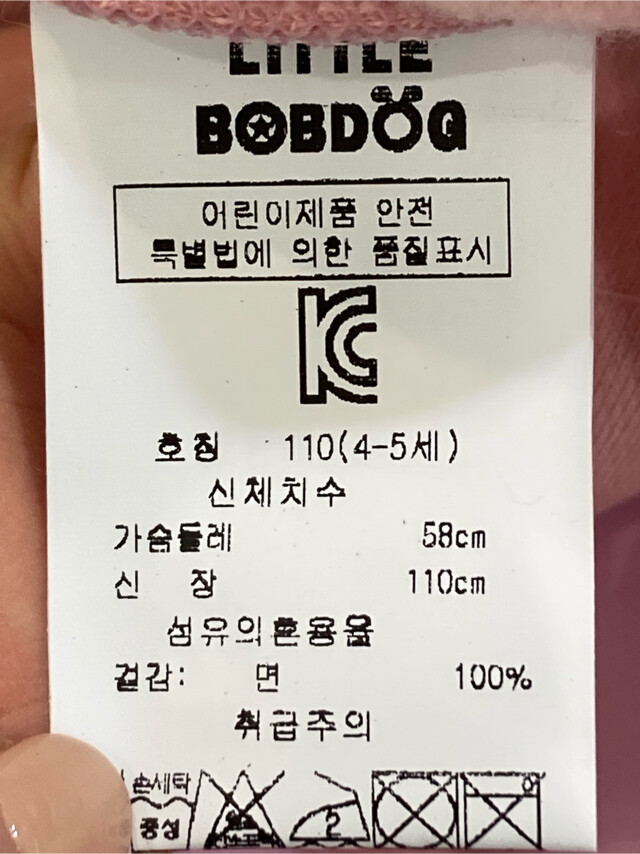 LITTLE
BOBDOG
어린이제품 안전
특별법에 의한 품질표시
KC
호칭 110(4-5세)
신체치수
가슴둘레 58cm
신 장 110cm
섬유의혼용율
겉감: 면 100%
취급주의
손세탁
중성
2